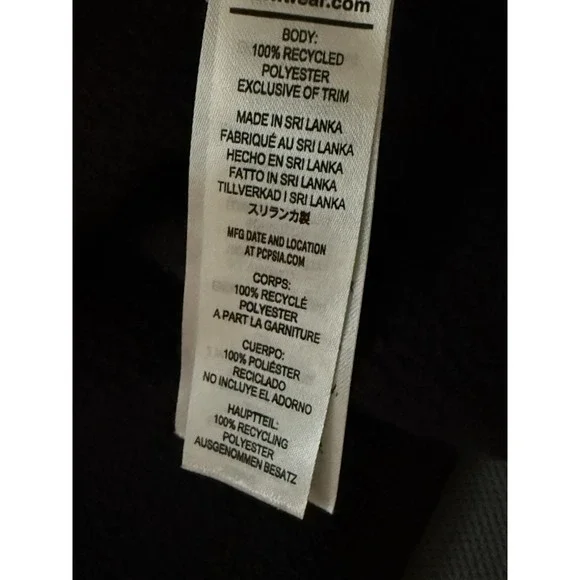 wear.com
BODY:
100% RECYCLED
POLYESTER
EXCLUSIVE OF TRIM
MADE IN SRI LANKA
FABRIQUÉ AU SRI LANKA
HECHO EN SRI LANKA
FATTO IN SRI LANKA
TILLVERKAD I SRI LANKA
スリランカ製
MFG DATE AND LOCATION
AT PCPSIA.COM
CORPS:
100% RECYCLÉ
POLYESTER
A PART LA GARNITURE
CUERPO:
100% POLIÉSTER
RECICLADO
NO INCLUYE EL ADORNO
HAUPTTEIL:
100% RECYCLING
POLYESTER
AUSGENOMMEN BESATZ